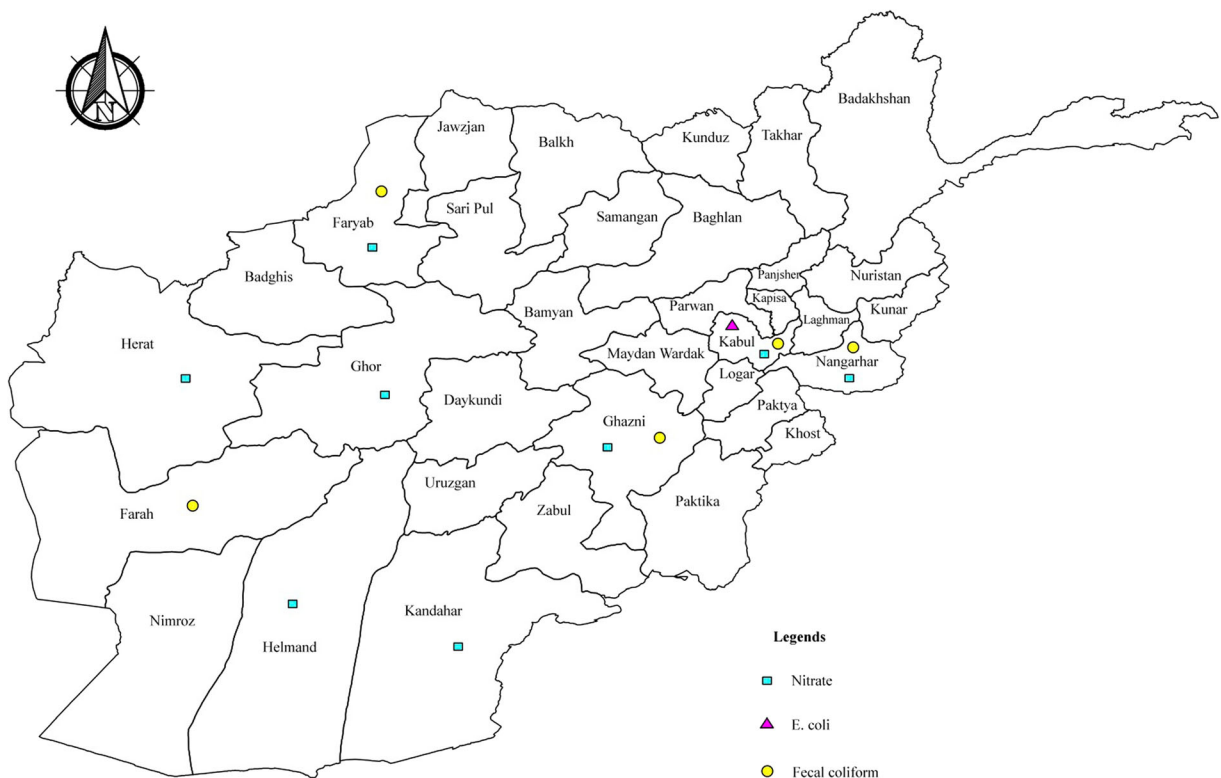 N
Badakhshan
Jawzjan
Balkh
Kunduz
Takhar
Faryab
Sari Pul
Samangan
Baghlan
Badghis
Panjsher
Nuristan
Bamyan
Parwan
Kapisa
Laghman
Kunar
Herat
Ghor
Maydan Wardak
Kabul
Nangarhar
Logar
Daykundi
Ghazni
Paktya
Khost
Uruzgan
Farah
Zabul
Paktika
Nimroz
Helmand
Kandahar
Legends
Nitrate
E. coli
Fecal coliform